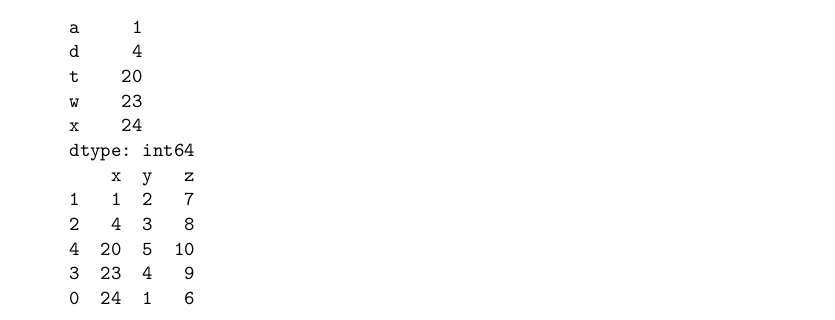 a     1
d     4
t    20
w    23
x    24
dtype: int64
    x  y   z
1   1  2   7
2   4  3   8
4  20  5  10
3  23  4   9
0  24  1   6